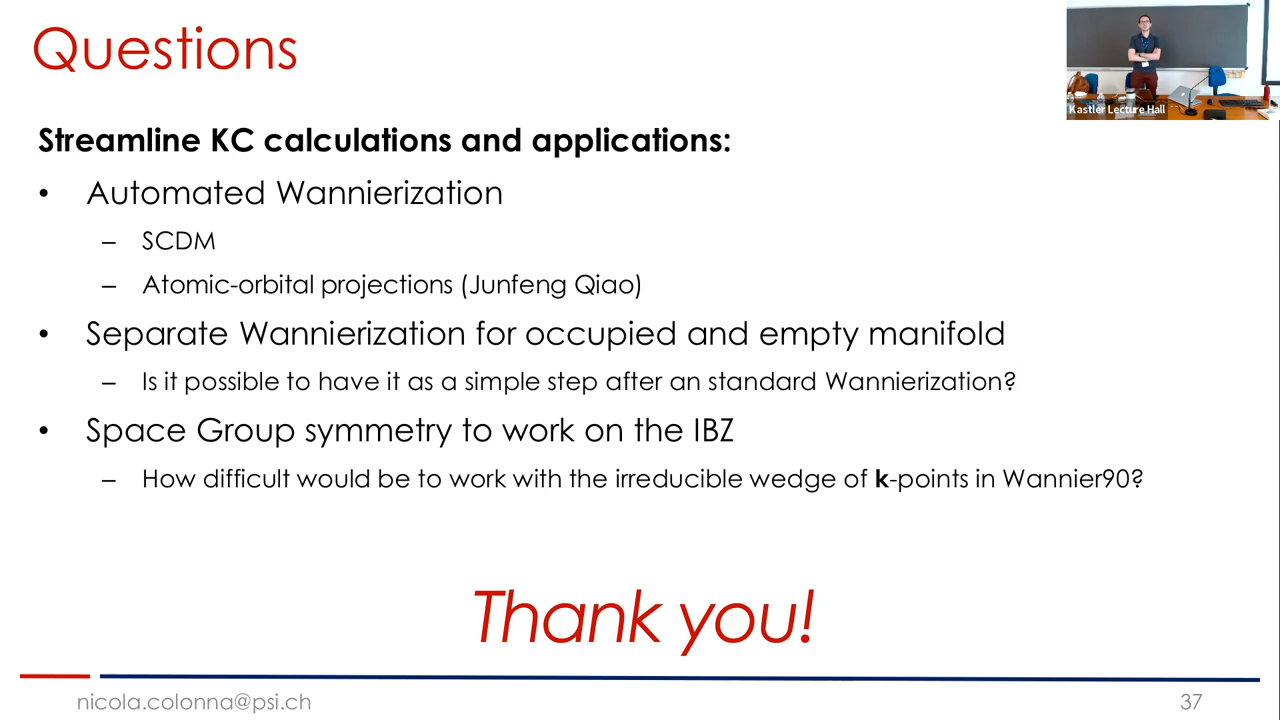 Questions
Kastler Lecture Hall
Streamline KC calculations and applications:
• Automated Wannierization
– SCDM
– Atomic-orbital projections (Junfeng Qiao)
• Separate Wannierization for occupied and empty manifold
– Is it possible to have it as a simple step after an standard Wannierization?
• Space Group symmetry to work on the IBZ
– How difficult would be to work with the irreducible wedge of k-points in Wannier90?
Thank you!
nicola.colonna@psi.ch
37